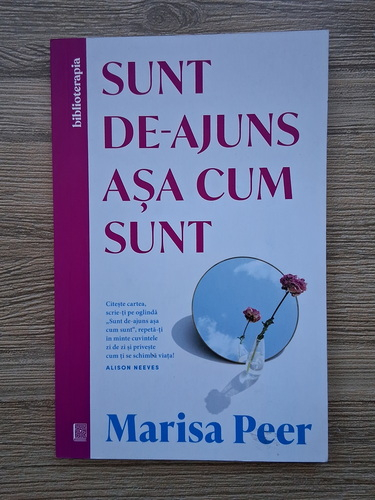 biblioterapia
SUNT
DE-AJUNS
AȘA CUM
SUNT
Citește cartea,
scrie-ți pe oglindă
„Sunt de-ajuns așa
cum sunt”, repetă-ți
în minte cuvintele
zi de zi și privește
cum ți se schimbă viața!
ALISON NEEVES
Marisa Peer